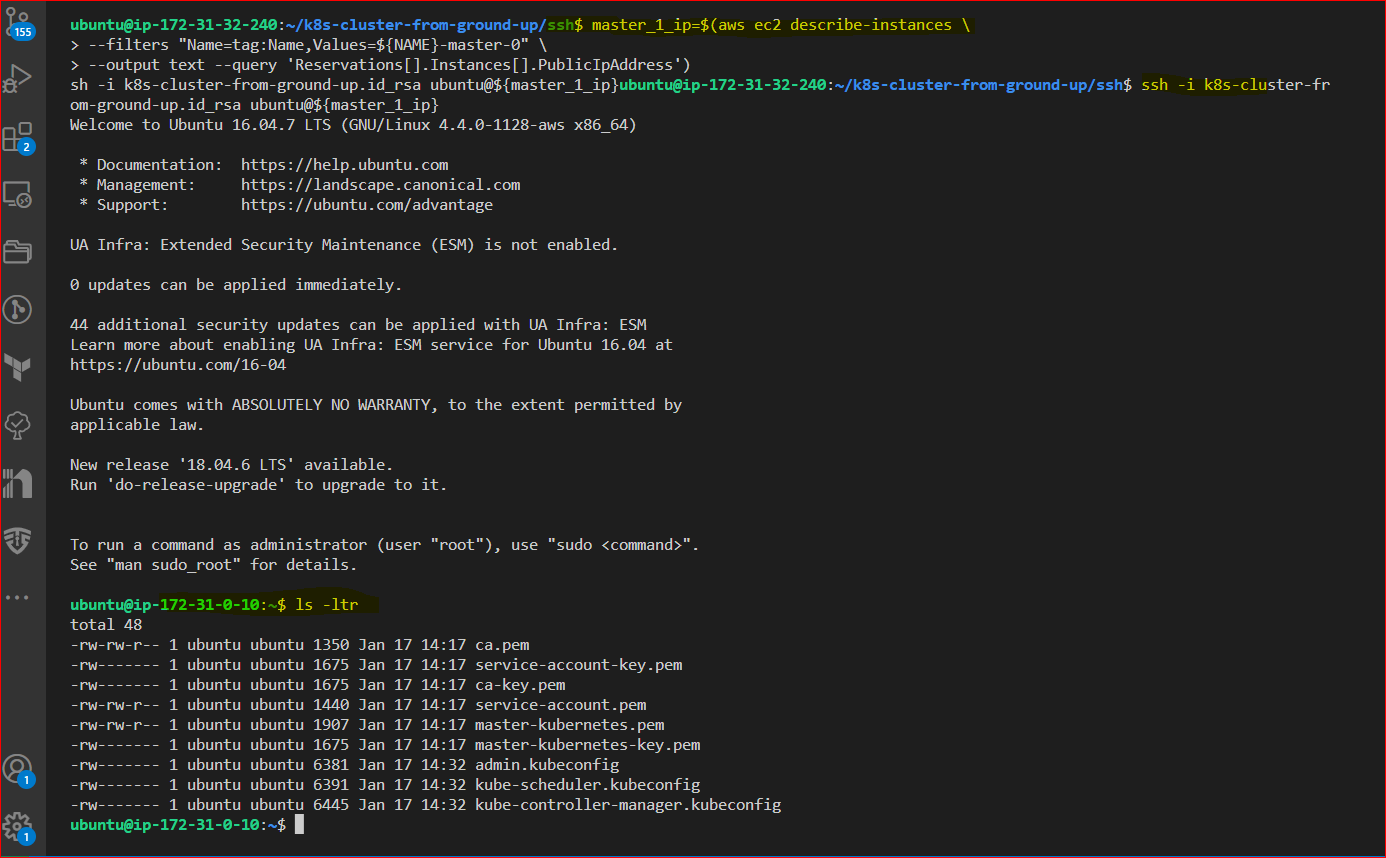 ubuntu@ip-172-31-32-240:~/k8s-cluster-from-ground-up/ssh$ master_1_ip=$(aws ec2 describe-instances \
> --filters "Name=tag:Name,Values=${NAME}-master-0" \
> --output text --query 'Reservations[].Instances[].PublicIpAddress')
sh -i k8s-cluster-from-ground-up.id_rsa ubuntu@${master_1_ip}ubuntu@ip-172-31-32-240:~/k8s-cluster-from-ground-up/ssh$ ssh -i k8s-cluster-fr
om-ground-up.id_rsa ubuntu@${master_1_ip}
Welcome to Ubuntu 16.04.7 LTS (GNU/Linux 4.4.0-1128-aws x86_64)
* Documentation:  https://help.ubuntu.com
* Management:     https://landscape.canonical.com
* Support:        https://ubuntu.com/advantage
UA Infra: Extended Security Maintenance (ESM) is not enabled.
0 updates can be applied immediately.
44 additional security updates can be applied with UA Infra: ESM
Learn more about enabling UA Infra: ESM service for Ubuntu 16.04 at
https://ubuntu.com/16-04
Ubuntu comes with ABSOLUTELY NO WARRANTY, to the extent permitted by
applicable law.
New release '18.04.6 LTS' available.
Run 'do-release-upgrade' to upgrade to it.
To run a command as administrator (user "root"), use "sudo <command>".
See "man sudo_root" for details.
ubuntu@ip-172-31-0-10:~$ ls -ltr
total 48
-rw-rw-r-- 1 ubuntu ubuntu 1350 Jan 17 14:17 ca.pem
-rw------- 1 ubuntu ubuntu 1675 Jan 17 14:17 service-account-key.pem
-rw------- 1 ubuntu ubuntu 1675 Jan 17 14:17 ca-key.pem
-rw-rw-r-- 1 ubuntu ubuntu 1440 Jan 17 14:17 service-account.pem
-rw-rw-r-- 1 ubuntu ubuntu 1907 Jan 17 14:17 master-kubernetes.pem
-rw------- 1 ubuntu ubuntu 1675 Jan 17 14:17 master-kubernetes-key.pem
-rw------- 1 ubuntu ubuntu 6381 Jan 17 14:32 admin.kubeconfig
-rw------- 1 ubuntu ubuntu 6391 Jan 17 14:32 kube-scheduler.kubeconfig
-rw------- 1 ubuntu ubuntu 6445 Jan 17 14:32 kube-controller-manager.kubeconfig
ubuntu@ip-172-31-0-10:~$
155
2
1
1